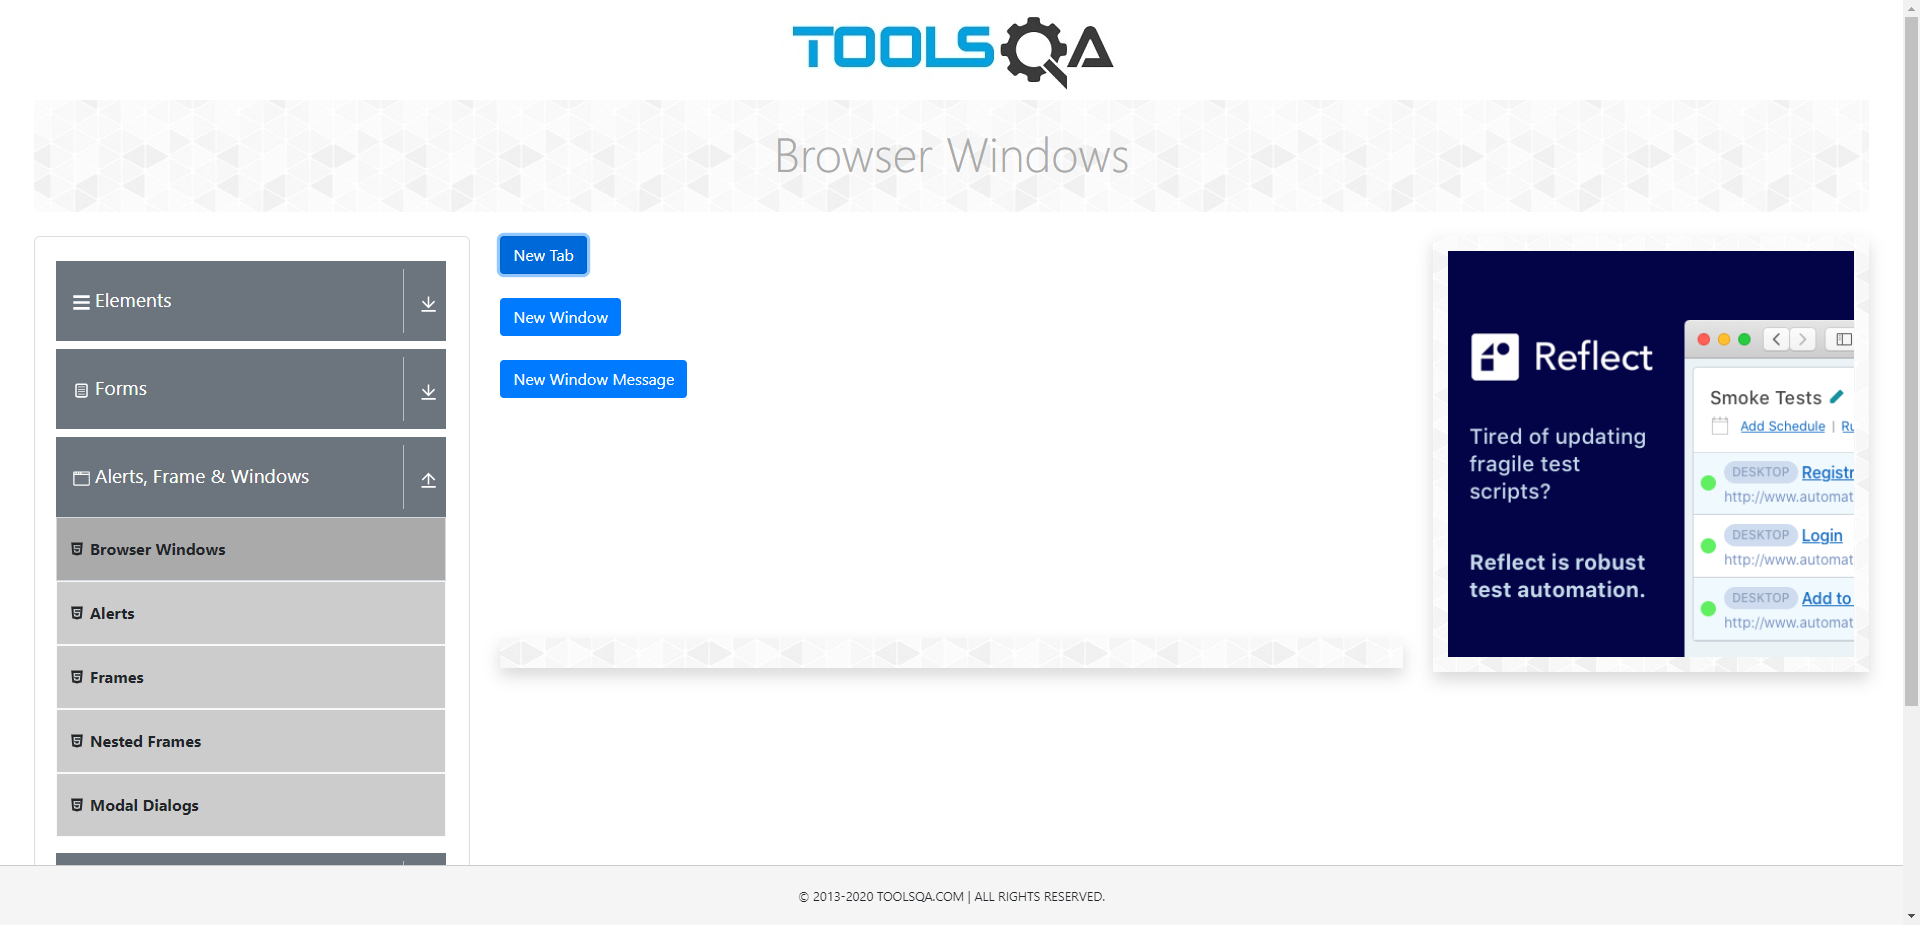 TOOLSQA
Browser Windows
Elements
Forms
Alerts, Frame & Windows
Browser Windows
Alerts
Frames
Nested Frames
Modal Dialogs
New Tab
New Window
New Window Message
Reflect
Tired of updating
fragile test
scripts?
Reflect is robust
test automation.
Smoke Tests
Add Schedule | Ru
DESKTOP Registr
http://www.automat
DESKTOP Login
http://www.automat
DESKTOP Add to
http://www.automat
© 2013-2020 TOOLSQA.COM | ALL RIGHTS RESERVED.